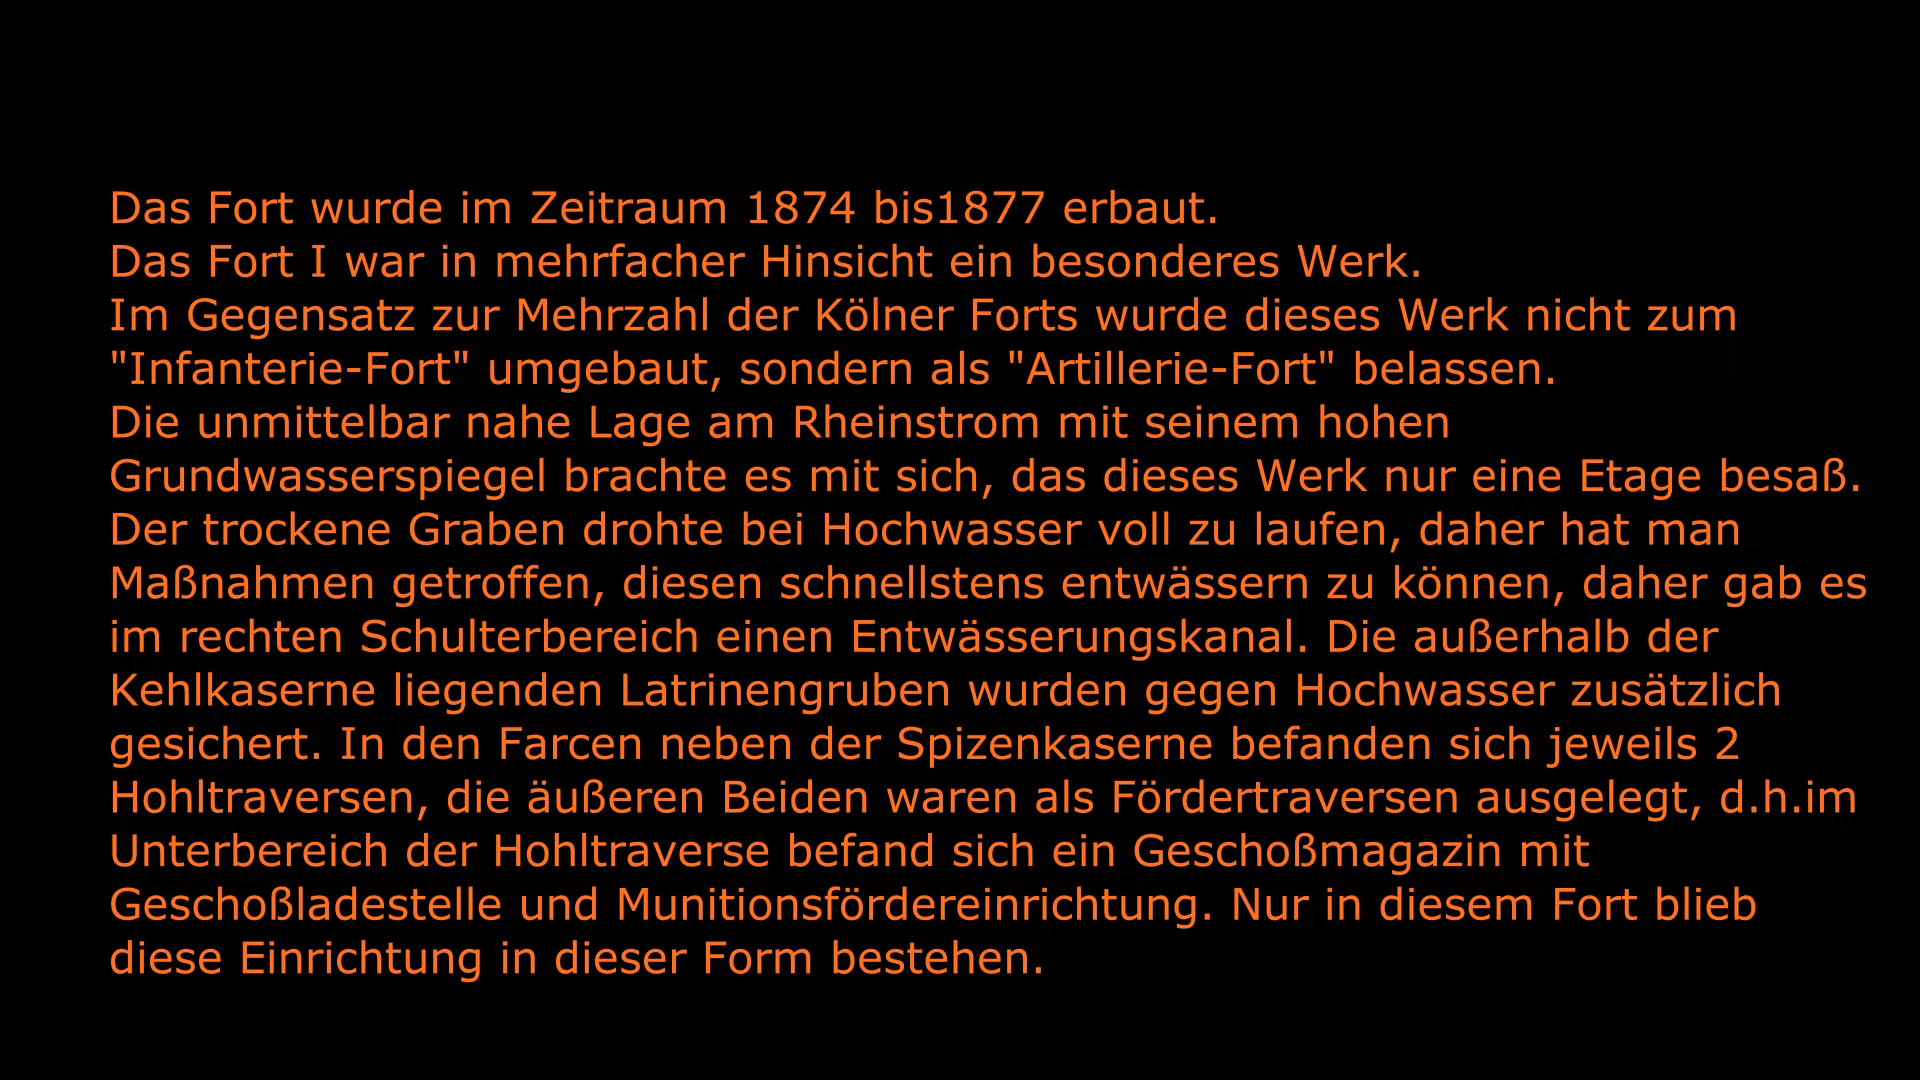 Das Fort wurde im Zeitraum 1874 bis1877 erbaut.
Das Fort I war in mehrfacher Hinsicht ein besonderes Werk.
Im Gegensatz zur Mehrzahl der Kölner Forts wurde dieses Werk nicht zum
"Infanterie-Fort" umgebaut, sondern als "Artillerie-Fort" belassen.
Die unmittelbar nahe Lage am Rheinstrom mit seinem hohen
Grundwasserspiegel brachte es mit sich, das dieses Werk nur eine Etage besaß.
Der trockene Graben drohte bei Hochwasser voll zu laufen, daher hat man
Maßnahmen getroffen, diesen schnellstens entwässern zu können, daher gab es
im rechten Schulterbereich einen Entwässerungskanal. Die außerhalb der
Kehlkaserne liegenden Latrinengruben wurden gegen Hochwasser zusätzlich
gesichert. In den Farcen neben der Spizenkaserne befanden sich jeweils 2
Hohltraversen, die äußeren Beiden waren als Fördertraversen ausgelegt, d.h.im
Unterbereich der Hohltraverse befand sich ein Geschoßmagazin mit
Geschoßladestelle und Munitionsfördereinrichtung. Nur in diesem Fort blieb
diese Einrichtung in dieser Form bestehen.